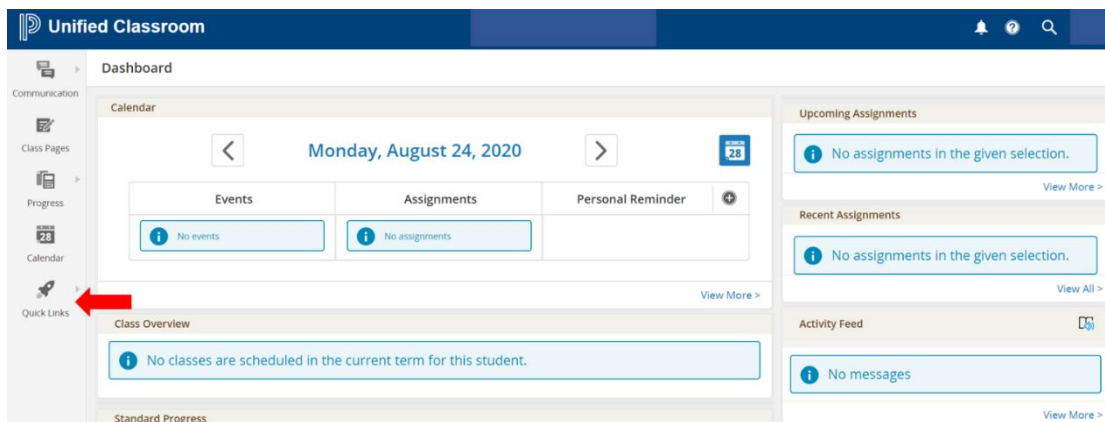 Unified Classroom
Communication
Class Pages
Progress
28
Calendar
Quick Links
Dashboard
Calendar
Monday, August 24, 2020
28
Events
Assignments
Personal Reminder
No events
No assignments
View More >
Class Overview
No classes are scheduled in the current term for this student.
Standard Progress
Upcoming Assignments
No assignments in the given selection.
View More >
Recent Assignments
No assignments in the given selection.
View All >
Activity Feed
No messages
View More >